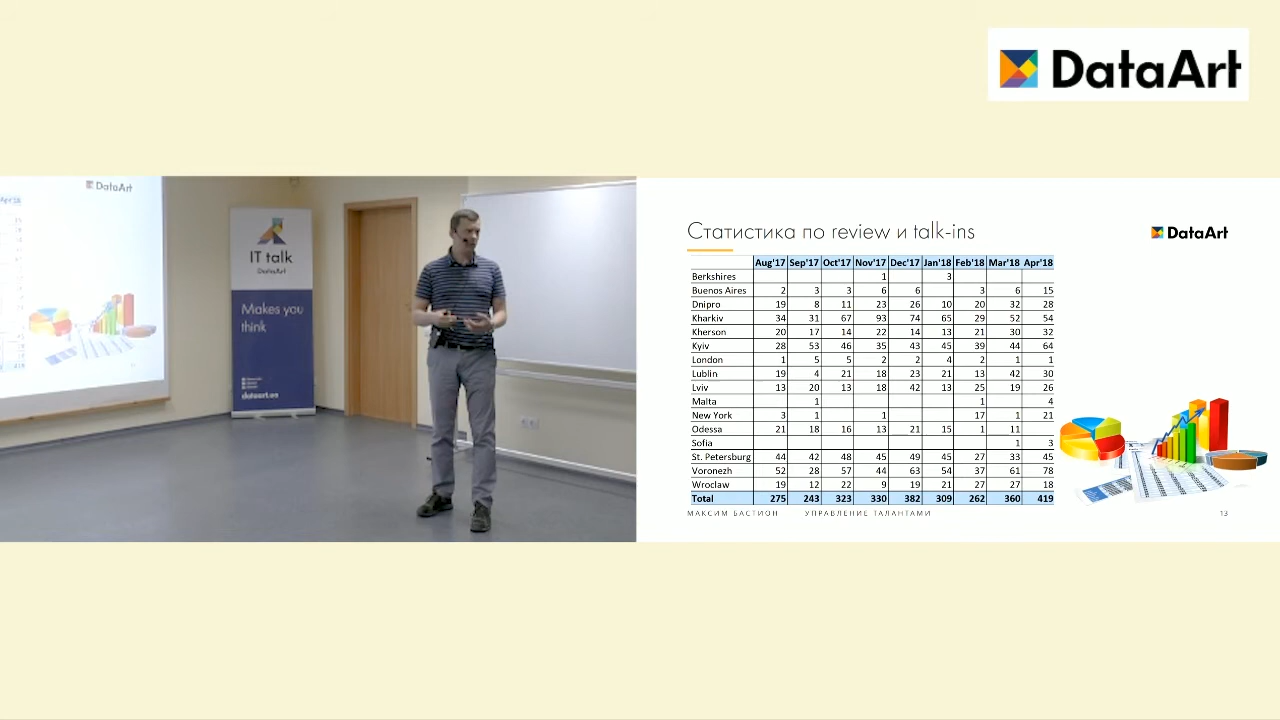 DataArt
DataArt
Apr'18
IT talk
DataArt
Makes you
think
dataart.ee
Статистика по review и talk-ins
DataArt
Aug'17 Sep'17 Oct'17 Nov'17 Dec'17 Jan'18 Feb'18 Mar'18 Apr'18
Berkshires 1 3
Buenos Aires 2 3 3 6 6 3 6 15
Dnipro 19 8 11 23 26 10 20 32 28
Kharkiv 34 31 67 93 74 65 29 52 54
Kherson 20 17 14 22 14 13 21 30 32
Kyiv 28 53 46 35 43 45 39 44 64
London 1 5 5 2 2 4 2 1 1
Lublin 19 4 21 18 23 21 13 42 30
Lviv 13 20 13 18 42 13 25 19 26
Malta 1 1 4
New York 3 1 1 17 1 21
Odessa 21 18 16 13 21 15 1 11
Sofia 1 3
St. Petersburg 44 42 48 45 49 45 27 33 45
Voronezh 52 28 57 44 63 54 37 61 78
Wroclaw 19 12 22 9 19 21 27 27 18
Total 275 243 323 330 382 309 262 360 419
МАКСИМ БАСТИОН УПРАВЛЕНИЕ ТАЛАНТАМИ 13